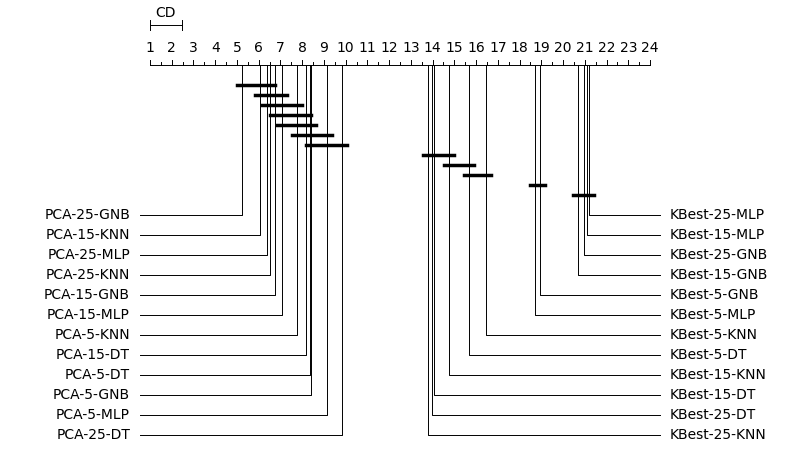 CD
1 2 3 4 5 6 7 8 9 10 11 12 13 14 15 16 17 18 19 20 21 22 23 24
PCA-25-GNB KBest-25-MLP
PCA-15-KNN KBest-15-MLP
PCA-25-MLP KBest-25-GNB
PCA-25-KNN KBest-15-GNB
PCA-15-GNB KBest-5-GNB
PCA-15-MLP KBest-5-MLP
PCA-5-KNN KBest-5-KNN
PCA-15-DT KBest-5-DT
PCA-5-DT KBest-15-KNN
PCA-5-GNB KBest-15-DT
PCA-5-MLP KBest-25-DT
PCA-25-DT KBest-25-KNN